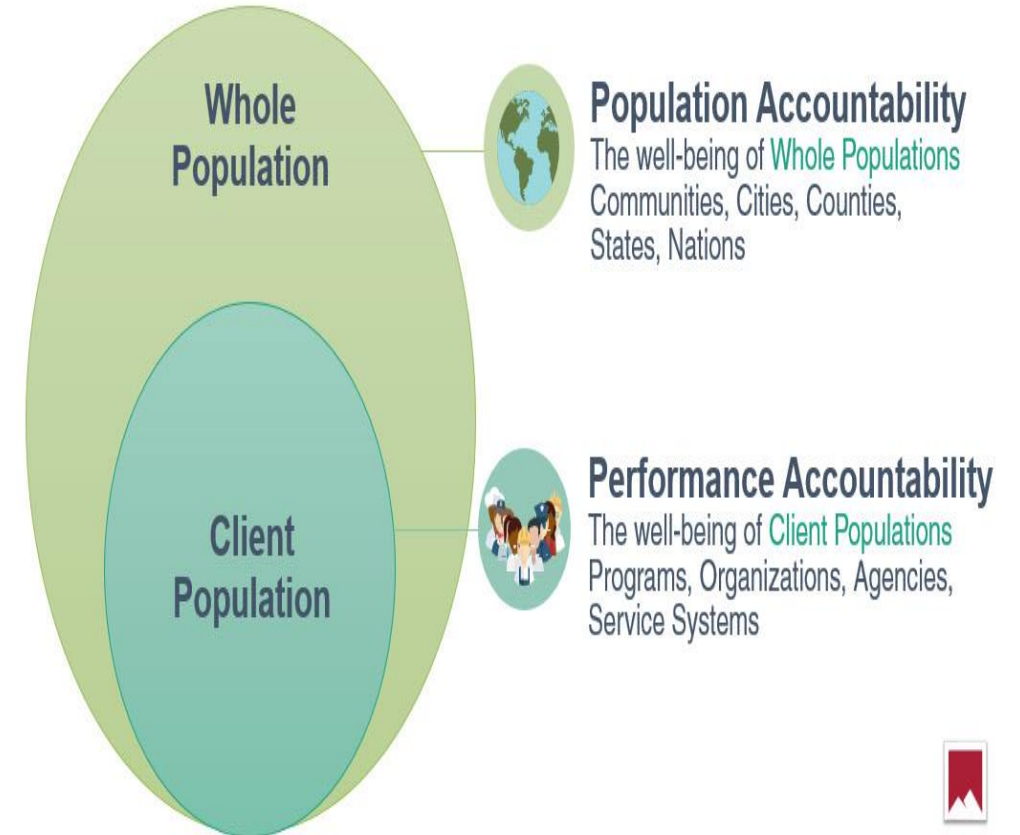 Whole
Population
Population Accountability
The well-being of Whole Populations
Communities, Cities, Counties,
States, Nations
Client
Population
Performance Accountability
The well-being of Client Populations
Programs, Organizations, Agencies,
Service Systems